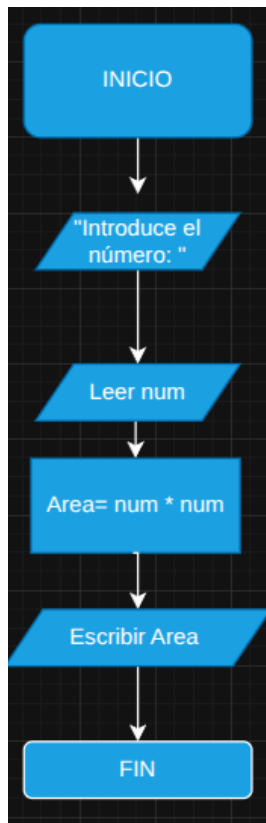 INICIO
"Introduce el
número: "
Leer num
Area= num * num
Escribir Area
FIN